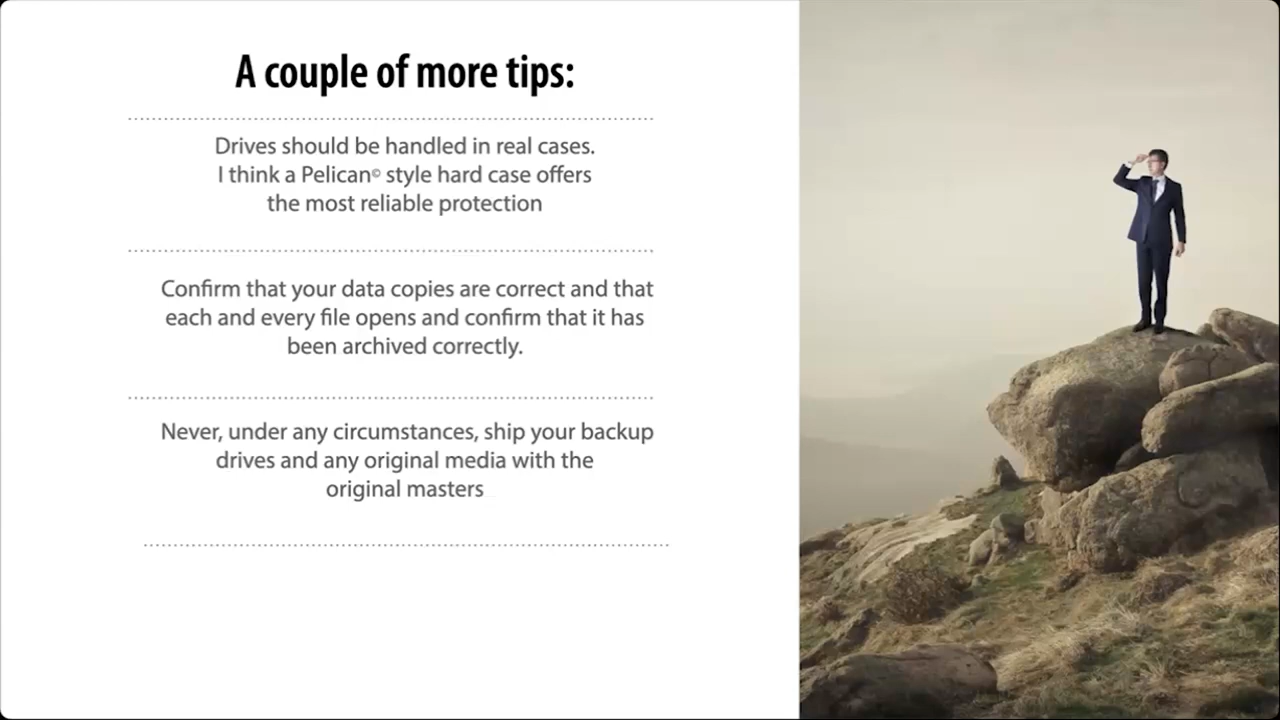 A couple of more tips:
Drives should be handled in real cases.
I think a Pelican© style hard case offers
the most reliable protection
Confirm that your data copies are correct and that
each and every file opens and confirm that it has
been archived correctly.
Never, under any circumstances, ship your backup
drives and any original media with the
original masters